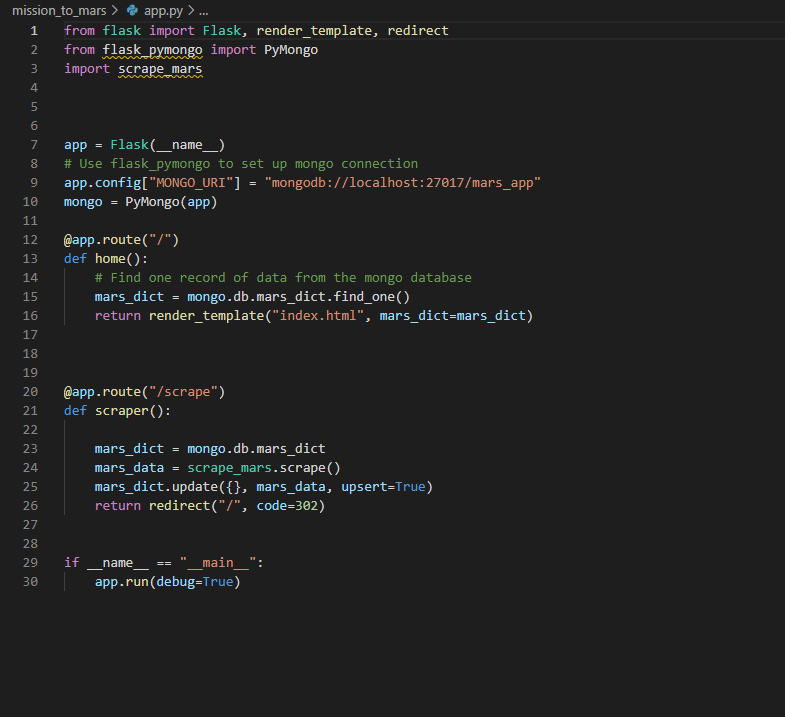 mission_to_mars > app.py > ...
1 from flask import Flask, render_template, redirect
2 from flask_pymongo import PyMongo
3 import scrape_mars
4
5
6
7 app = Flask(__name__)
8 # Use flask_pymongo to set up mongo connection
9 app.config["MONGO_URI"] = "mongodb://localhost:27017/mars_app"
10 mongo = PyMongo(app)
11
12 @app.route("/")
13 def home():
14     # Find one record of data from the mongo database
15     mars_dict = mongo.db.mars_dict.find_one()
16     return render_template("index.html", mars_dict=mars_dict)
17
18
19
20 @app.route("/scrape")
21 def scraper():
22
23     mars_dict = mongo.db.mars_dict
24     mars_data = scrape_mars.scrape()
25     mars_dict.update({}, mars_data, upsert=True)
26     return redirect("/", code=302)
27
28
29 if __name__ == "__main__":
30     app.run(debug=True)